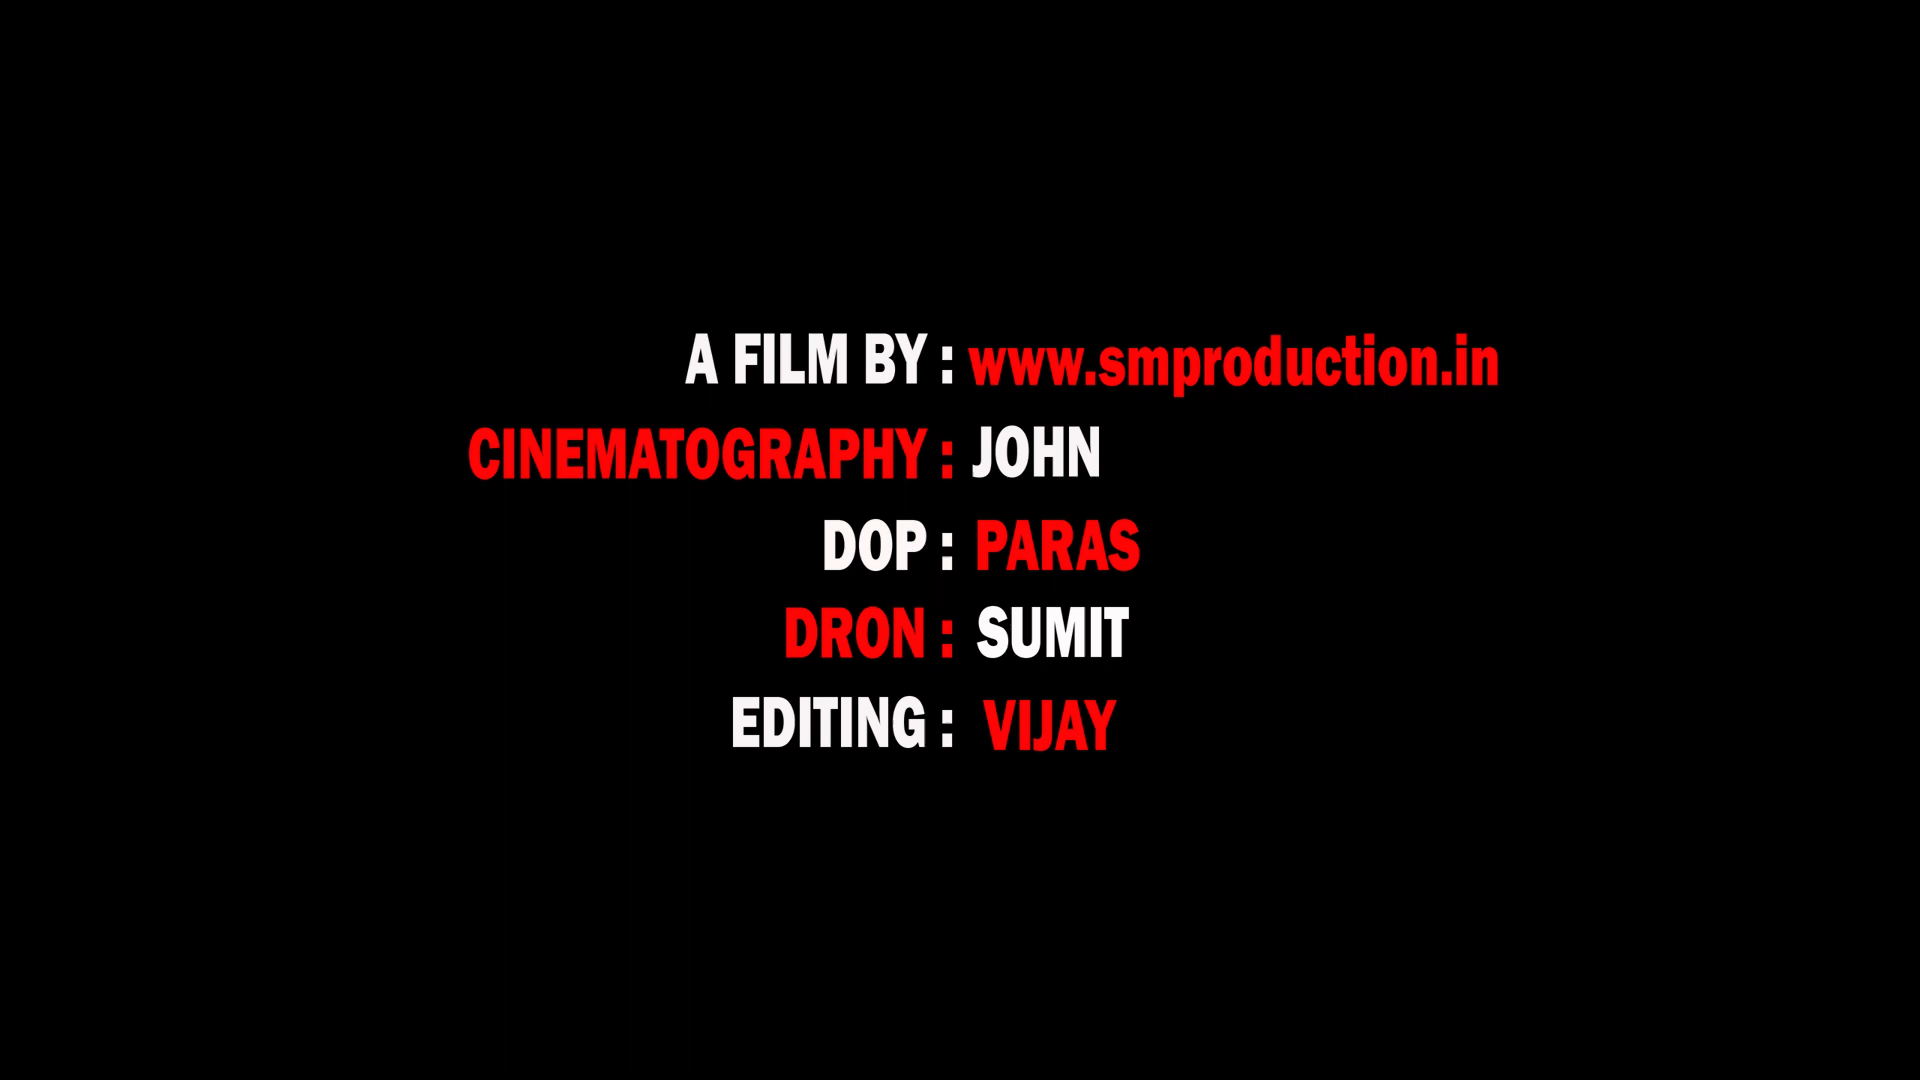 A FILM BY : www.smproduction.in
CINEMATOGRAPHY : JOHN
DOP : PARAS
DRON : SUMIT
EDITING : VIJAY